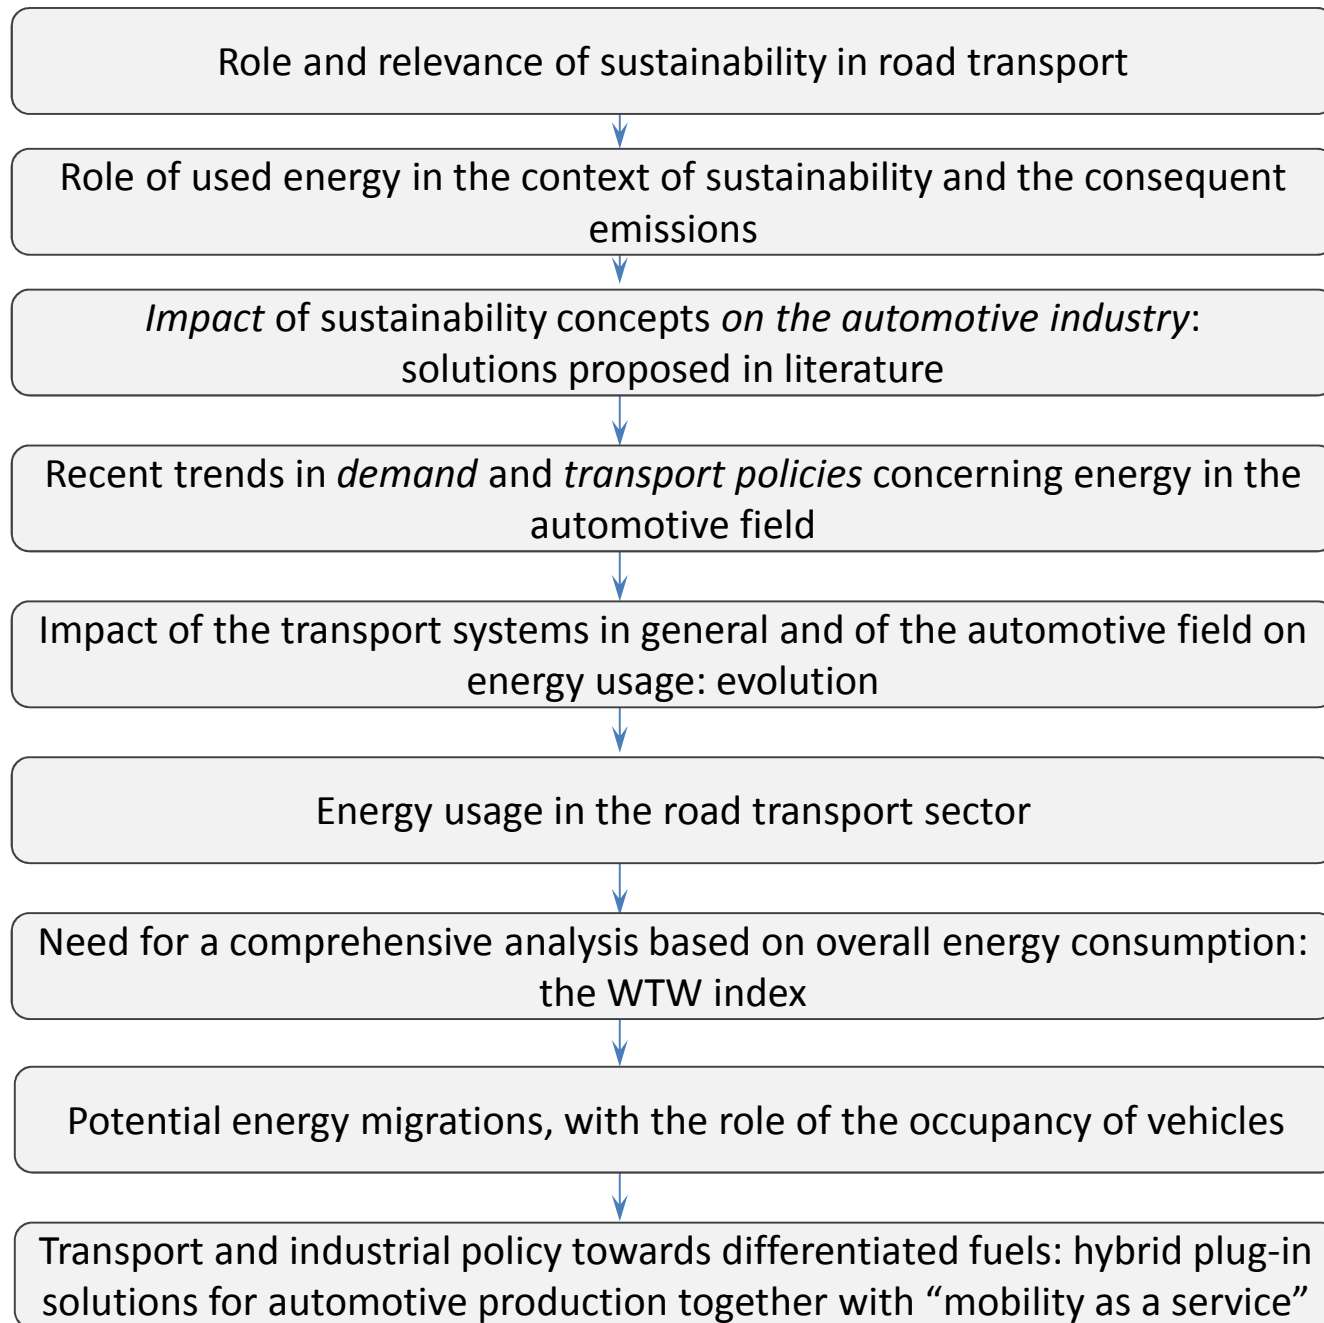 Role and relevance of sustainability in road transport
Role of used energy in the context of sustainability and the consequent
emissions
Impact of sustainability concepts on the automotive industry:
solutions proposed in literature
Recent trends in demand and transport policies concerning energy in the
automotive field
Impact of the transport systems in general and of the automotive field on
energy usage: evolution
Energy usage in the road transport sector
Need for a comprehensive analysis based on overall energy consumption:
the WTW index
Potential energy migrations, with the role of the occupancy of vehicles
Transport and industrial policy towards differentiated fuels: hybrid plug-in
solutions for automotive production together with “mobility as a service”